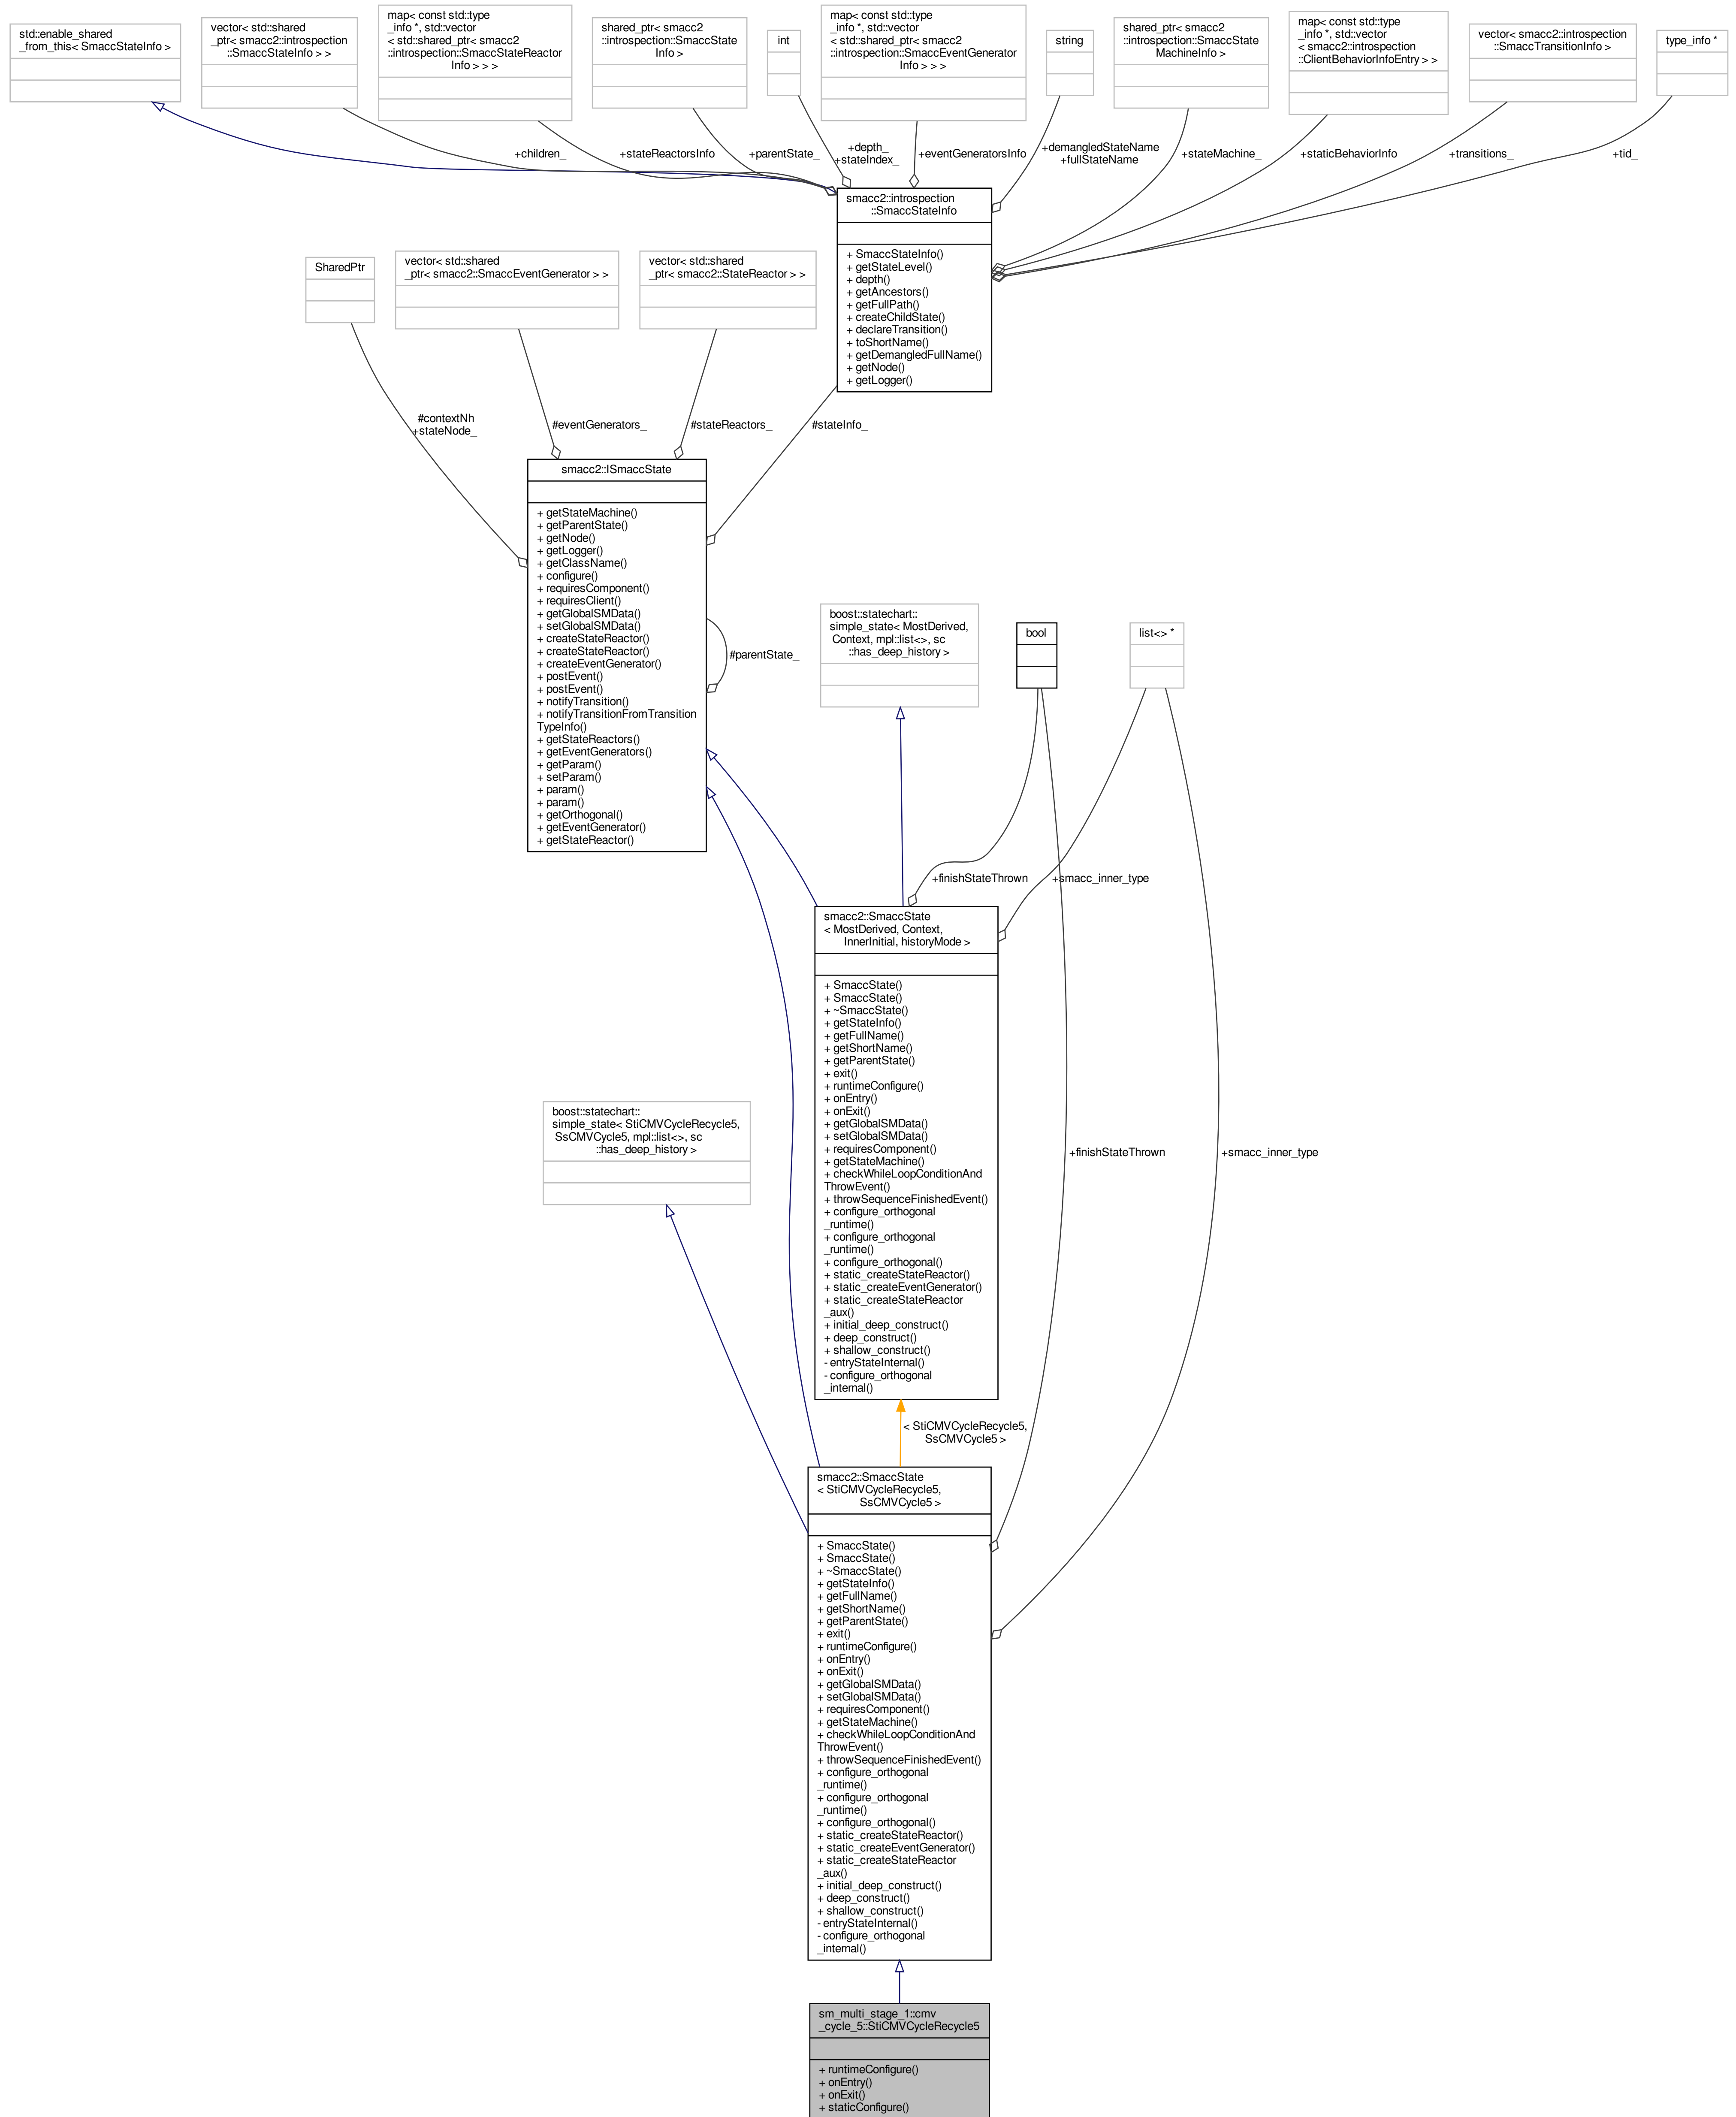 std::enable_shared
_from_this< SmaccStateInfo >
vector< std::shared
_ptr< smacc2::introspection
::SmaccStateInfo > >
map< const std::type
_info *, std::vector
< std::shared_ptr< smacc2
::introspection::SmaccStateReactor
Info > > >
shared_ptr< smacc2
::introspection::SmaccState
Info >
int
map< const std::type
_info *, std::vector
< std::shared_ptr< smacc2
::introspection::SmaccEventGenerator
Info > > >
string
shared_ptr< smacc2
::introspection::SmaccState
MachineInfo >
map< const std::type
_info *, std::vector
< smacc2::introspection
::ClientBehaviorInfoEntry > >
vector< smacc2::introspection
::SmaccTransitionInfo >
type_info *
+children_
+stateReactorsInfo
+parentState_
+depth_
+stateIndex_
+eventGeneratorsInfo
+demangledStateName
+fullStateName
+stateMachine_
+staticBehaviorInfo
+transitions_
+tid_
smacc2::introspection
::SmaccStateInfo
+ SmaccStateInfo()
+ getStateLevel()
+ depth()
+ getAncestors()
+ getFullPath()
+ createChildState()
+ declareTransition()
+ toShortName()
+ getDemangledFullName()
+ getNode()
+ getLogger()
SharedPtr
vector< std::shared
_ptr< smacc2::SmaccEventGenerator > >
vector< std::shared
_ptr< smacc2::StateReactor > >
#contextNh
+stateNode_
#eventGenerators_
#stateReactors_
#stateInfo_
smacc2::ISmaccState
+ getStateMachine()
+ getParentState()
+ getNode()
+ getLogger()
+ getClassName()
+ configure()
+ requiresComponent()
+ requiresClient()
+ getGlobalSMData()
+ setGlobalSMData()
+ createStateReactor()
+ createStateReactor()
+ createEventGenerator()
+ postEvent()
+ postEvent()
+ notifyTransition()
+ notifyTransitionFromTransition
TypeInfo()
+ getStateReactors()
+ getEventGenerators()
+ getParam()
+ setParam()
+ param()
+ param()
+ getOrthogonal()
+ getEventGenerator()
+ getStateReactor()
#parentState_
boost::statechart::
simple_state< MostDerived,
Context, mpl::list<>, sc
::has_deep_history >
bool
list<> *
+finishStateThrown
+smacc_inner_type
smacc2::SmaccState
< MostDerived, Context,
InnerInitial, historyMode >
+ SmaccState()
+ SmaccState()
+ ~SmaccState()
+ getStateInfo()
+ getFullName()
+ getShortName()
+ getParentState()
+ exit()
+ runtimeConfigure()
+ onEntry()
+ onExit()
+ getGlobalSMData()
+ setGlobalSMData()
+ requiresComponent()
+ getStateMachine()
+ checkWhileLoopConditionAnd
ThrowEvent()
+ throwSequenceFinishedEvent()
+ configure_orthogonal
_runtime()
+ configure_orthogonal
_runtime()
+ configure_orthogonal()
+ static_createStateReactor()
+ static_createEventGenerator()
+ static_createStateReactor
_aux()
+ initial_deep_construct()
+ deep_construct()
+ shallow_construct()
- entryStateInternal()
- configure_orthogonal
_internal()
boost::statechart::
simple_state< StiCMVCycleRecycle5,
SsCMVCycle5, mpl::list<>, sc
::has_deep_history >
+finishStateThrown
+smacc_inner_type
< StiCMVCycleRecycle5,
SsCMVCycle5 >
smacc2::SmaccState
< StiCMVCycleRecycle5,
SsCMVCycle5 >
+ SmaccState()
+ SmaccState()
+ ~SmaccState()
+ getStateInfo()
+ getFullName()
+ getShortName()
+ getParentState()
+ exit()
+ runtimeConfigure()
+ onEntry()
+ onExit()
+ getGlobalSMData()
+ setGlobalSMData()
+ requiresComponent()
+ getStateMachine()
+ checkWhileLoopConditionAnd
ThrowEvent()
+ throwSequenceFinishedEvent()
+ configure_orthogonal
_runtime()
+ configure_orthogonal
_runtime()
+ configure_orthogonal()
+ static_createStateReactor()
+ static_createEventGenerator()
+ static_createStateReactor
_aux()
+ initial_deep_construct()
+ deep_construct()
+ shallow_construct()
- entryStateInternal()
- configure_orthogonal
_internal()
sm_multi_stage_1::cmv
_cycle_5::StiCMVCycleRecycle5
+ runtimeConfigure()
+ onEntry()
+ onExit()
+ staticConfigure()